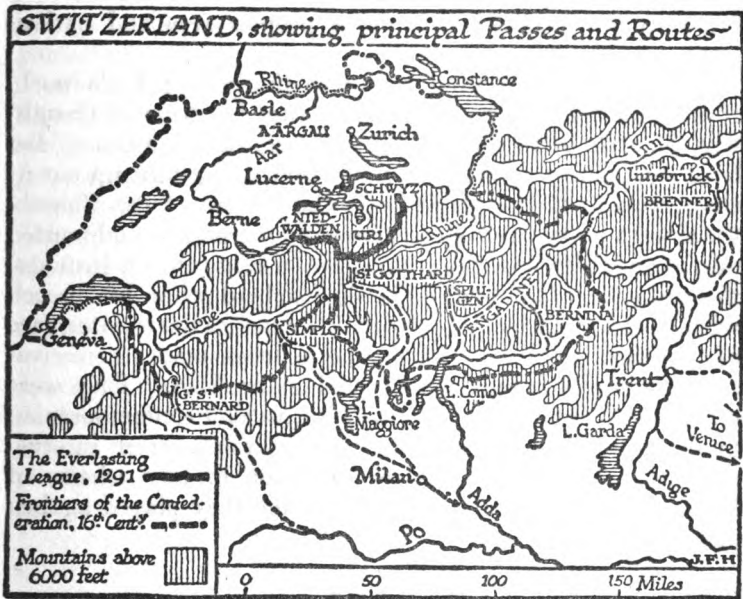 SWITZERLAND, showing principal Passes and Routes
Rhine
Constance
Basle
AARGAU
Zurich
Aar
Inn
Lucerne
SCHWYZ
Innsbruck
BRENNER
Berne
NIED-
WALDEN
URI
Rhine
St GOTTHARD
SPLU-
GEN
ENGADINE
BERNINA
Rhone
SIMPLON
Geneva
Gt St
BERNARD
L.
Maggiore
L. Como
Trent
L. Garda
To
Venice
Milan
Adda
Adige
Po
J.F.H
The Everlasting
League, 1291
Frontiers of the Confed-
eration, 16th Centy.
Mountains above
6000 feet
0 50 100 150 Miles